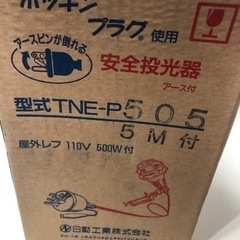 ポッキン
プラグ使用
アースピンが倒れる
安全投光器
アース付
型式TNE-P505
5M付
屋外レフ 110V 500W付
日動工業株式会社